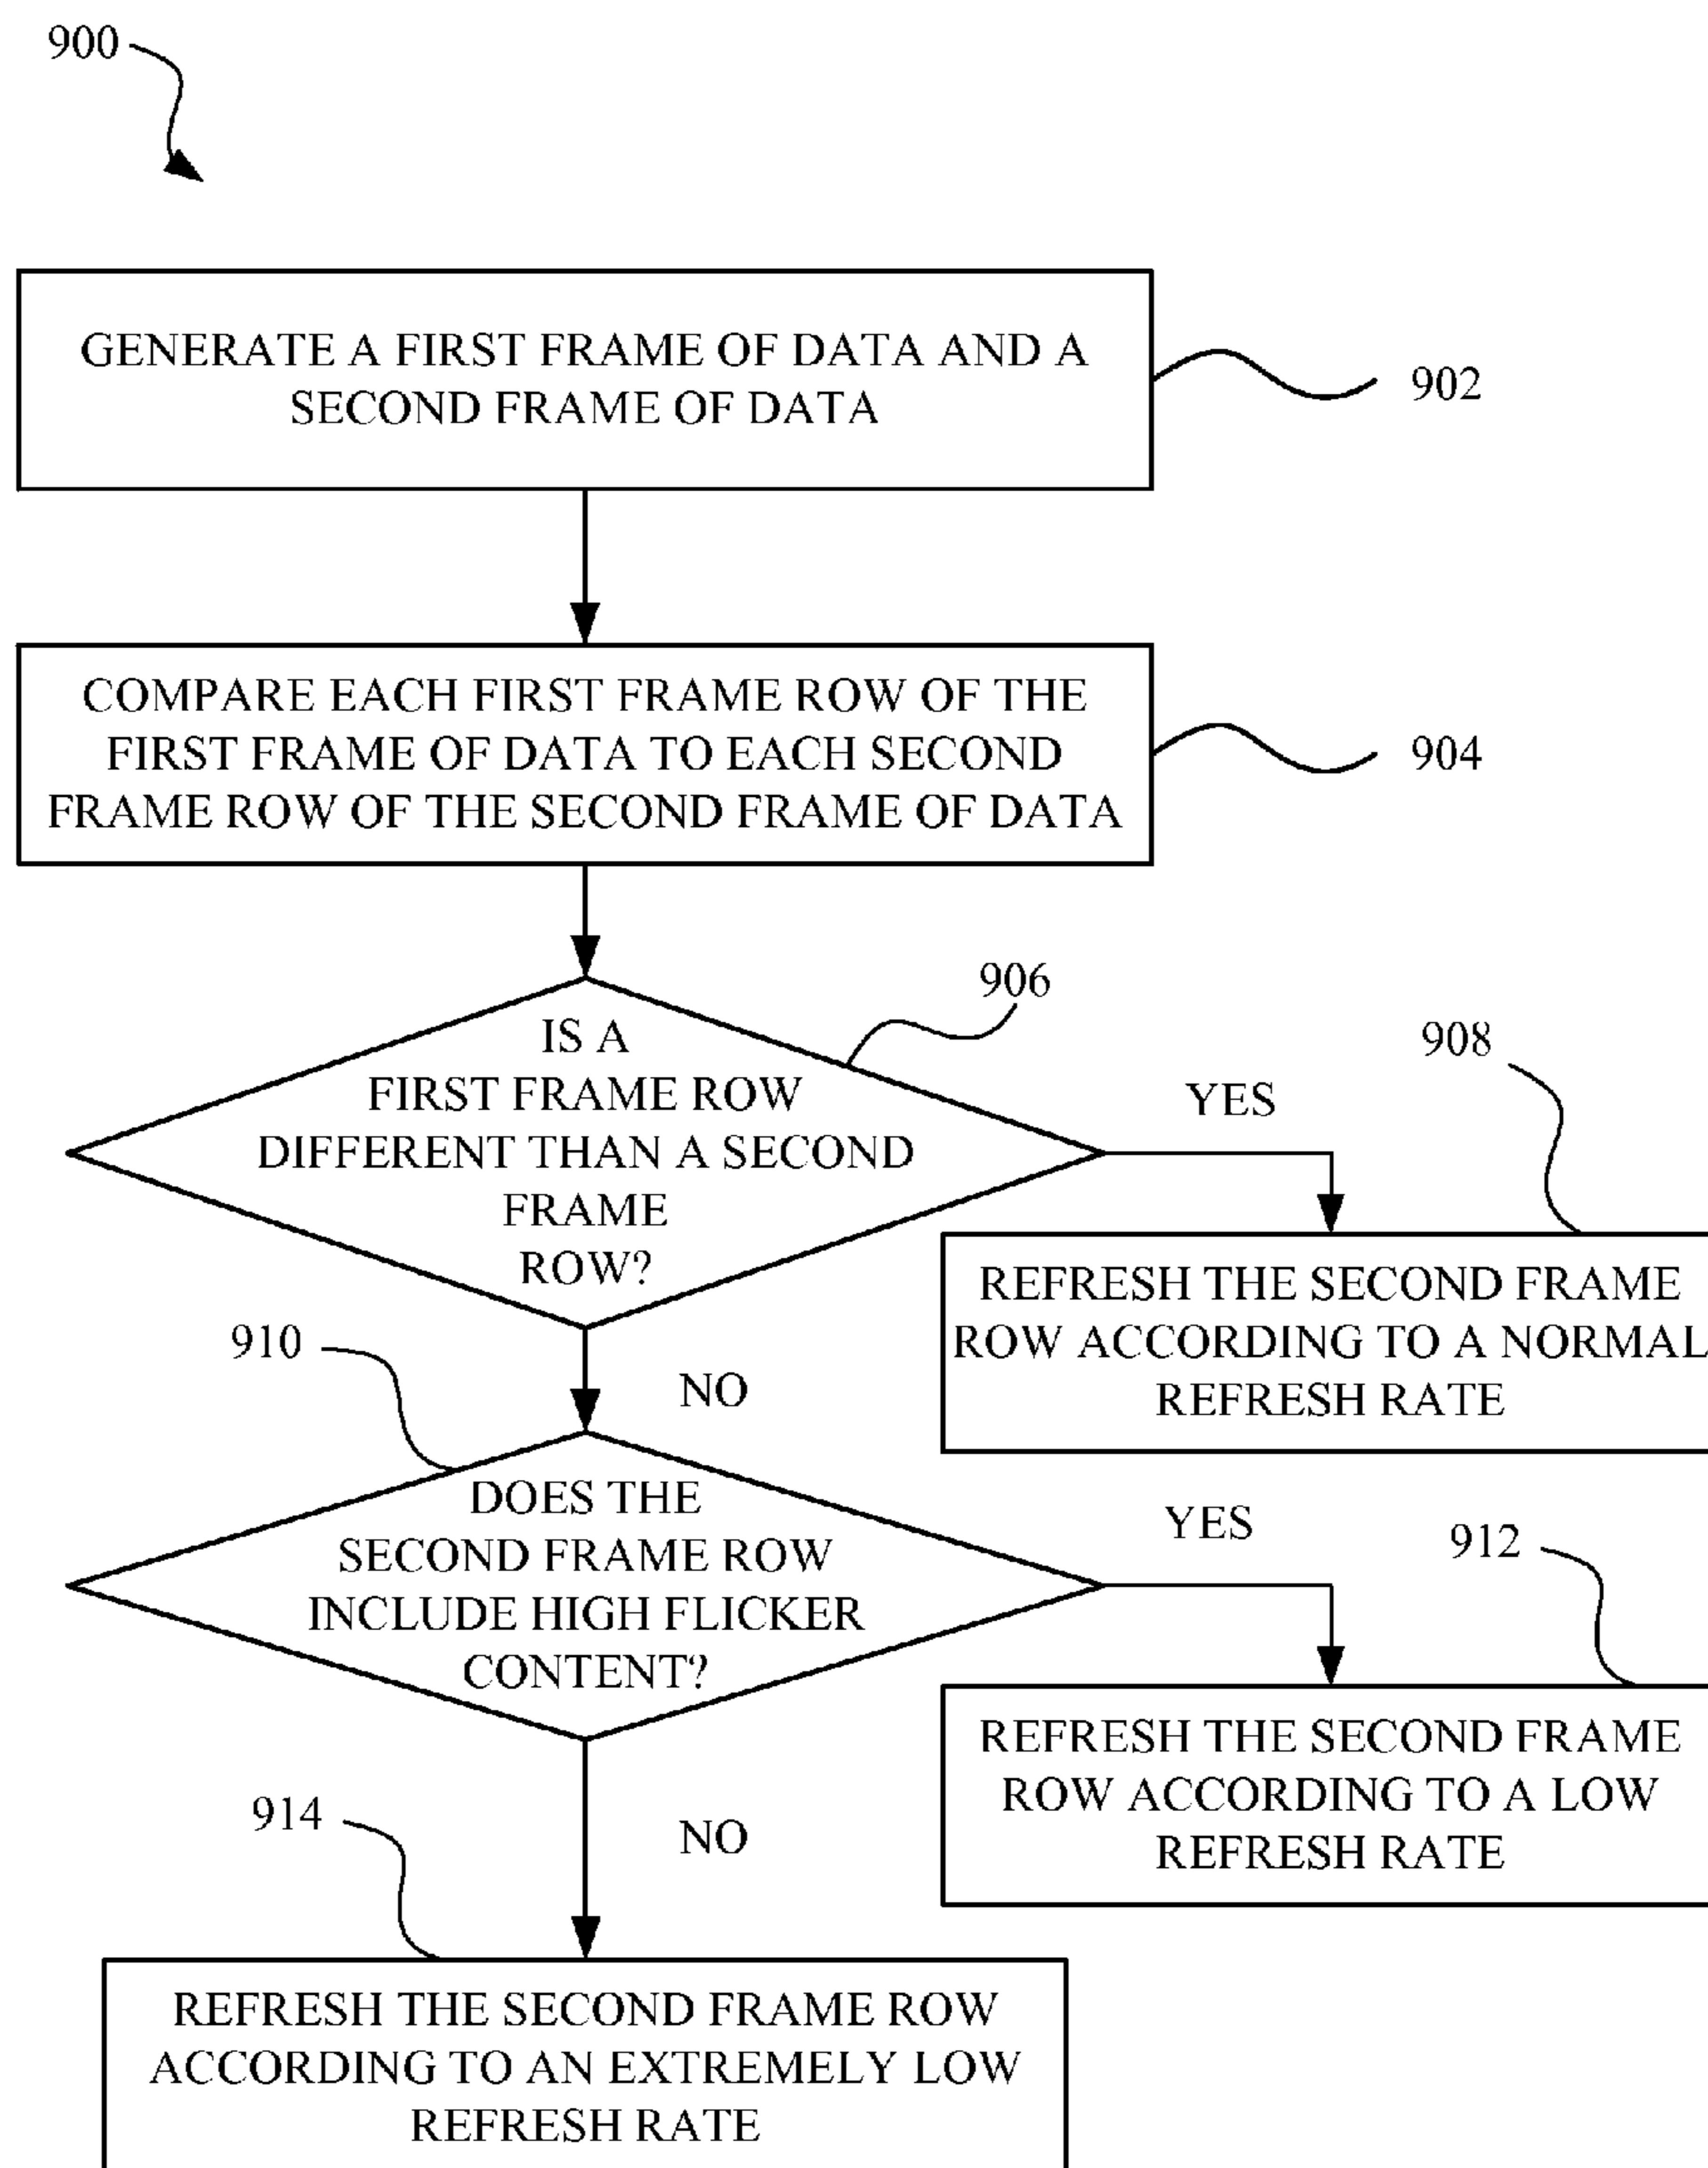 900
GENERATE A FIRST FRAME OF DATA AND A
SECOND FRAME OF DATA
902
COMPARE EACH FIRST FRAME ROW OF THE
FIRST FRAME OF DATA TO EACH SECOND
FRAME ROW OF THE SECOND FRAME OF DATA
904
906
IS A
FIRST FRAME ROW
DIFFERENT THAN A SECOND
FRAME
ROW?
YES
908
REFRESH THE SECOND FRAME
ROW ACCORDING TO A NORMAL
REFRESH RATE
910
NO
DOES THE
SECOND FRAME ROW
INCLUDE HIGH FLICKER
CONTENT?
YES
912
REFRESH THE SECOND FRAME
ROW ACCORDING TO A LOW
REFRESH RATE
914
NO
REFRESH THE SECOND FRAME ROW
ACCORDING TO AN EXTREMELY LOW
REFRESH RATE